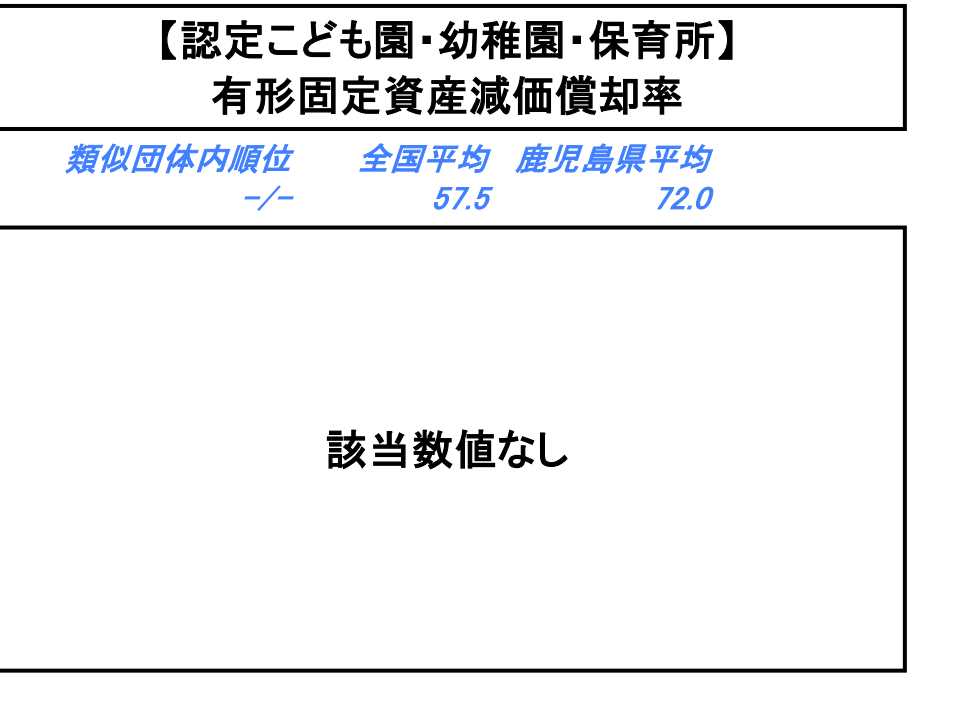 【認定こども園・幼稚園・保育所】
有形固定資産減価償却率
類似団体内順位 全国平均 鹿児島県平均
-/- 57.5 72.0
該当数値なし